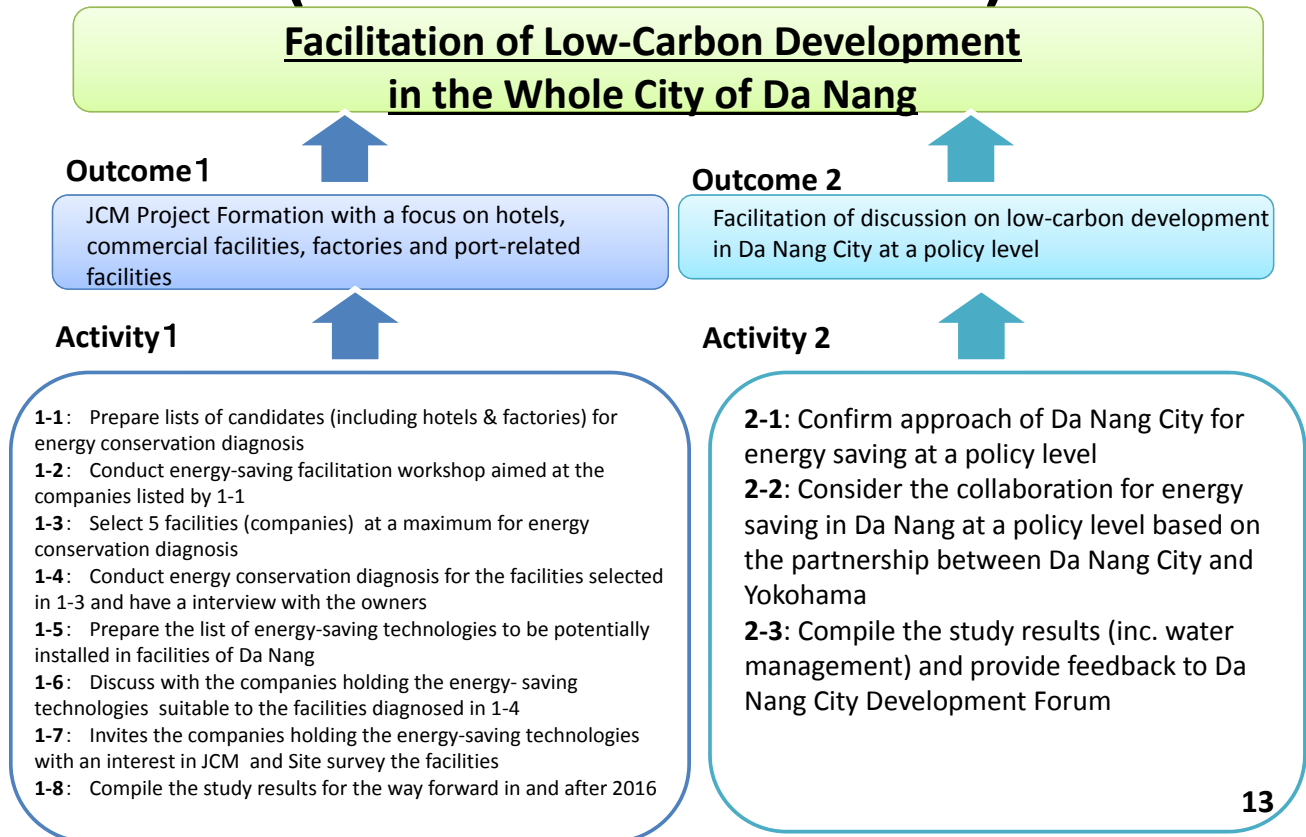 Facilitation of Low-Carbon Development
in the Whole City of Da Nang
Outcome1
JCM Project Formation with a focus on hotels,
commercial facilities, factories and port-related
facilities
Outcome 2
Facilitation of discussion on low-carbon development
in Da Nang City at a policy level
Activity1
1-1: Prepare lists of candidates (including hotels & factories) for
energy conservation diagnosis
1-2: Conduct energy-saving facilitation workshop aimed at the
companies listed by 1-1
1-3: Select 5 facilities (companies) at a maximum for energy
conservation diagnosis
1-4: Conduct energy conservation diagnosis for the facilities selected
in 1-3 and have a interview with the owners
1-5: Prepare the list of energy-saving technologies to be potentially
installed in facilities of Da Nang
1-6: Discuss with the companies holding the energy- saving
technologies suitable to the facilities diagnosed in 1-4
1-7: Invites the companies holding the energy-saving technologies
with an interest in JCM and Site survey the facilities
1-8: Compile the study results for the way forward in and after 2016
Activity 2
2-1: Confirm approach of Da Nang City for
energy saving at a policy level
2-2: Consider the collaboration for energy
saving in Da Nang at a policy level based on
the partnership between Da Nang City and
Yokohama
2-3: Compile the study results (inc. water
management) and provide feedback to Da
Nang City Development Forum
13